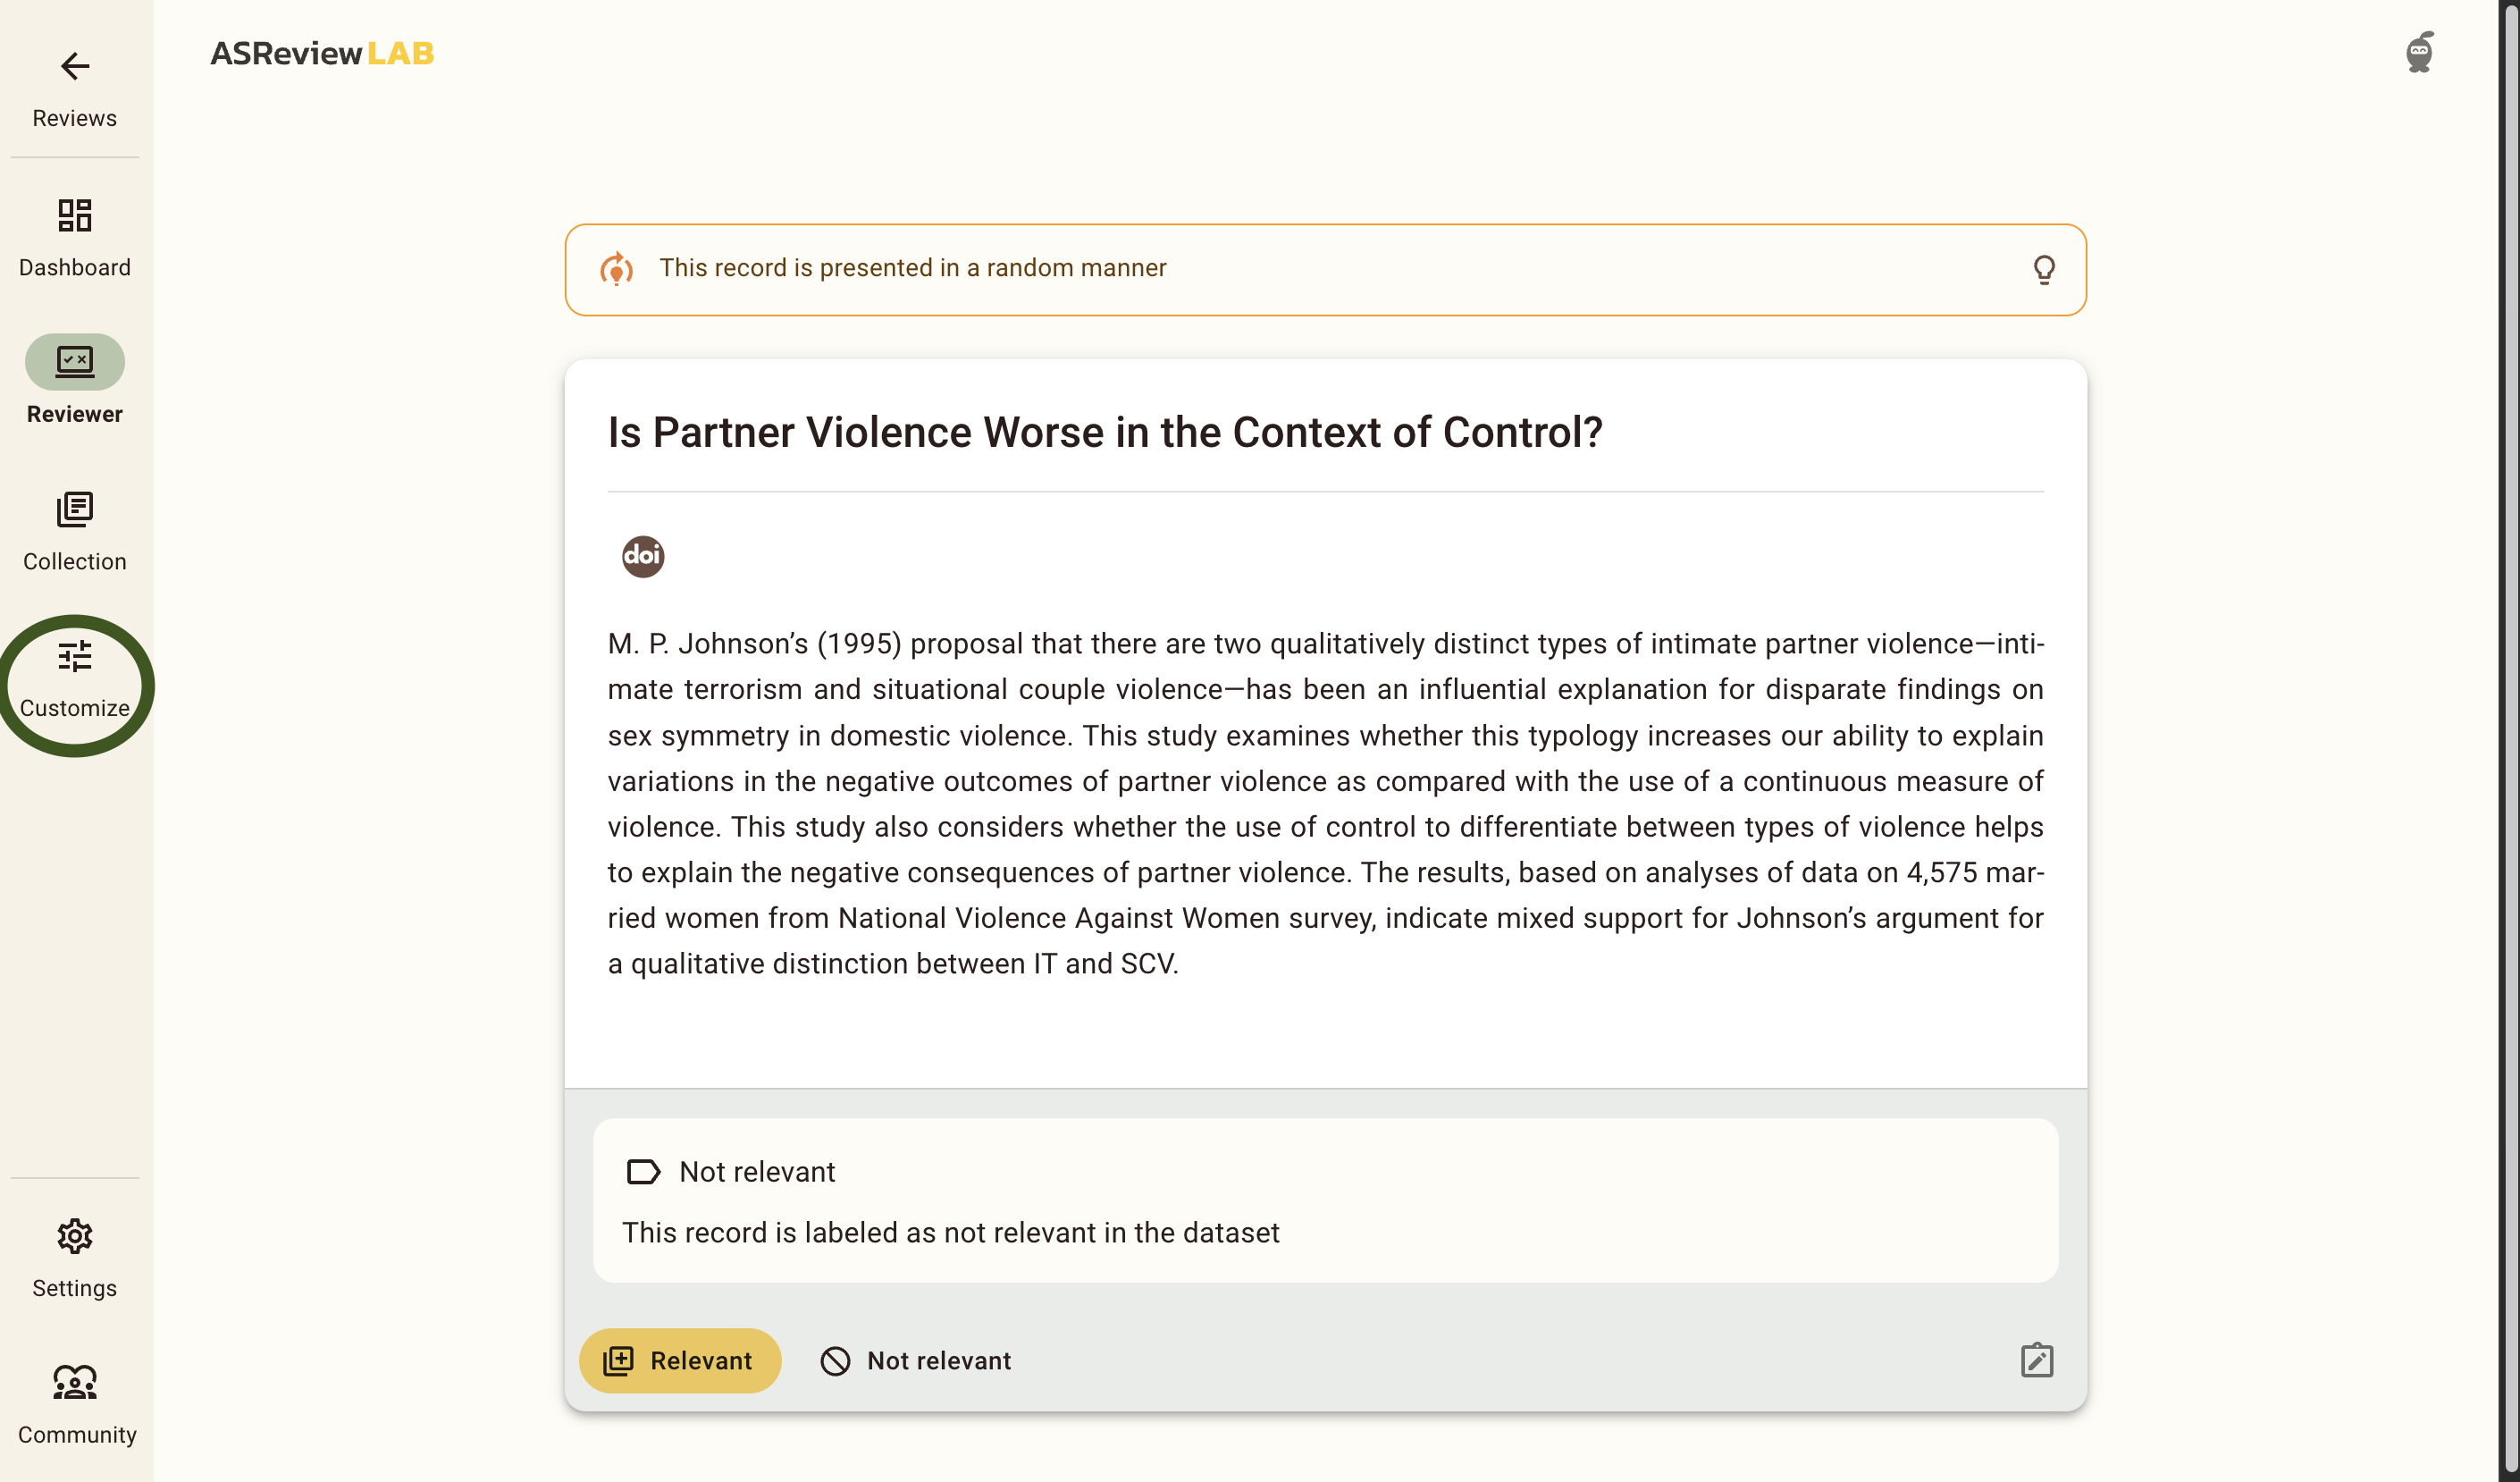 Reviews
Dashboard
Reviewer
Collection
Customize
Settings
Community
ASReview LAB
This record is presented in a random manner
Is Partner Violence Worse in the Context of Control?
doi
M. P. Johnson’s (1995) proposal that there are two qualitatively distinct types of intimate partner violence—inti-
mate terrorism and situational couple violence—has been an influential explanation for disparate findings on
sex symmetry in domestic violence. This study examines whether this typology increases our ability to explain
variations in the negative outcomes of partner violence as compared with the use of a continuous measure of
violence. This study also considers whether the use of control to differentiate between types of violence helps
to explain the negative consequences of partner violence. The results, based on analyses of data on 4,575 mar-
ried women from National Violence Against Women survey, indicate mixed support for Johnson’s argument for
a qualitative distinction between IT and SCV.
Not relevant
This record is labeled as not relevant in the dataset
Relevant
Not relevant